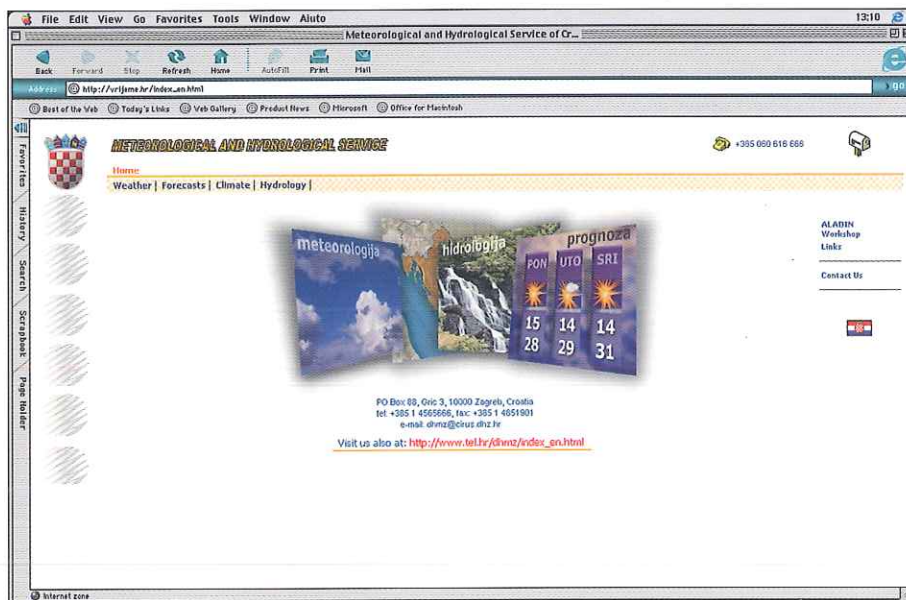 File Edit View Go Favorites Tools Window Aiuto 13:10
Meteorological and Hydrological Service of Cr...
Back Forward Stop Refresh Home AutoFill Print Mail
Address http://vrijeme.hr/index_en.html go
Best of the Web Today's Links Web Gallery Product News Microsoft Office for Macintosh
Favorites
History
Search
Scrapbook
Page Holder
METEOROLOGICAL AND HYDROLOGICAL SERVICE
+385 060 616 666
Home
Weather | Forecasts | Climate | Hydrology |
meteorologija
hidrologija
prognoza
PON UTO SRI
15 14 14
28 29 31
ALADIN
Workshop
Links
Contact Us
PO Box 88, Gric 3, 10000 Zagreb, Croatia
tel: +385 1 4565666, fax: +385 1 4851901
e-mail: dhmz@cirus.dhz.hr
Visit us also at: http://www.tel.hr/dhmz/index_en.html
Internet zone